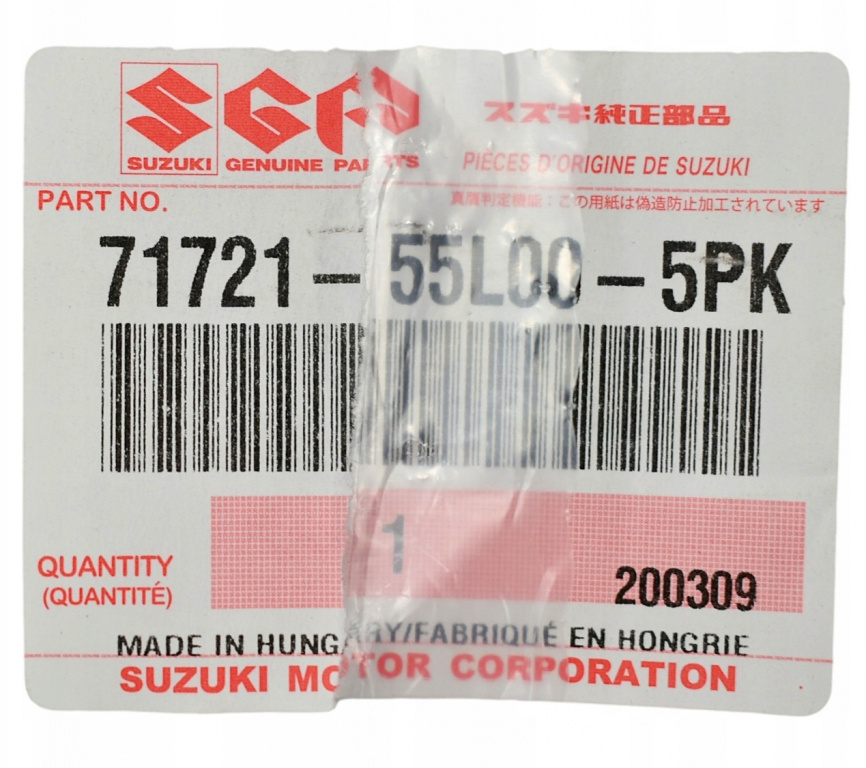 SGP スズキ純正部品
SUZUKI GENUINE PARTS PIÈCES D'ORIGINE DE SUZUKI
PART NO. 真贋判定機能：この用紙は偽造防止加工されています
71721-55L00-5PK
1
QUANTITY
(QUANTITÉ) 200309
MADE IN HUNGARY/FABRIQUÉ EN HONGRIE
SUZUKI MOTOR CORPORATION